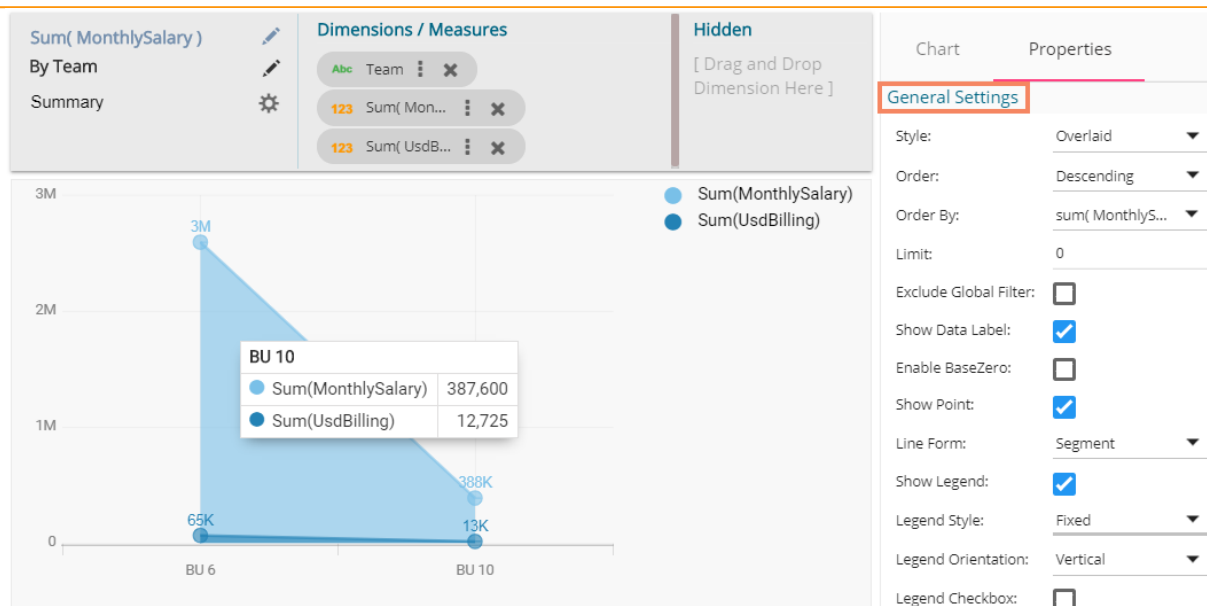 Sum( MonthlySalary )
By Team
Summary
Dimensions / Measures
Abc Team
123 Sum( Mon...
123 Sum( UsdB...
Hidden
[ Drag and Drop
Dimension Here ]
3M
2M
1M
0
3M
388K
65K
13K
BU 6
BU 10
BU 10
Sum(MonthlySalary) 387,600
Sum(UsdBilling) 12,725
Sum(MonthlySalary)
Sum(UsdBilling)
Chart Properties
General Settings
Style: Overlaid
Order: Descending
Order By: sum( MonthlyS...
Limit: 0
Exclude Global Filter:
Show Data Label:
Enable BaseZero:
Show Point:
Line Form: Segment
Show Legend:
Legend Style: Fixed
Legend Orientation: Vertical
Legend Checkbox: